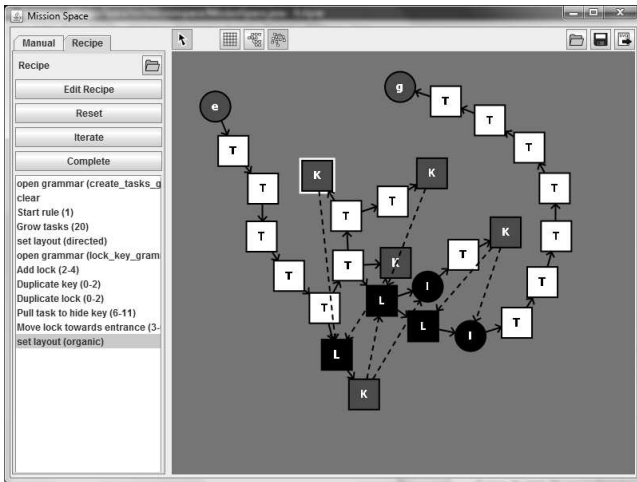 Mission Space
Manual Recipe
Recipe
Edit Recipe
Reset
Iterate
Complete
open grammar (create_tasks_g
clear
Start rule (1)
Grow tasks (20)
set layout (directed)
open grammar (lock_key_gram
Add lock (2-4)
Duplicate key (0-2)
Duplicate lock (0-2)
Pull task to hide key (6-11)
Move lock towards entrance (3-
set layout (organic)
g
e T
T
T T
K K
T T T
T K
T T
T K T
T L l
T L l T
L
K